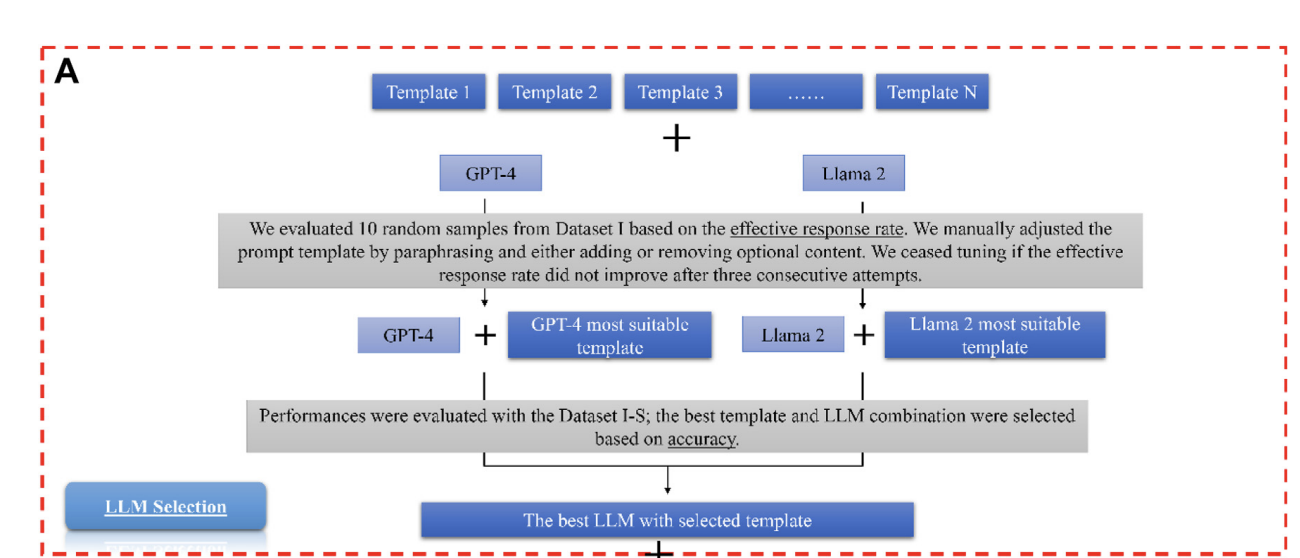 A
Template 1 Template 2 Template 3 ...... Template N
+
GPT-4 Llama 2
We evaluated 10 random samples from Dataset I based on the effective response rate. We manually adjusted the
prompt template by paraphrasing and either adding or removing optional content. We ceased tuning if the effective
response rate did not improve after three consecutive attempts.
GPT-4 + GPT-4 most suitable
template
Llama 2 + Llama 2 most suitable
template
Performances were evaluated with the Dataset I-S; the best template and LLM combination were selected
based on accuracy.
LLM Selection
The best LLM with selected template
+